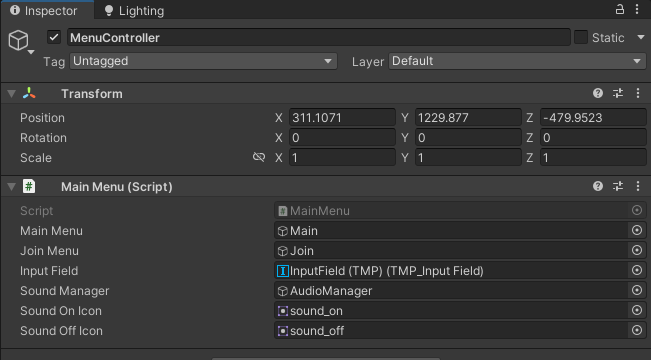 Inspector Lighting
MenuController Static
Tag Untagged Layer Default
Transform
Position X 311.1071 Y 1229.877 Z -479.9523
Rotation X 0 Y 0 Z 0
Scale X 1 Y 1 Z 1
# Main Menu (Script)
Script # MainMenu
Main Menu Main
Join Menu Join
Input Field InputField (TMP) (TMP_Input Field)
Sound Manager AudioManager
Sound On Icon sound_on
Sound Off Icon sound_off